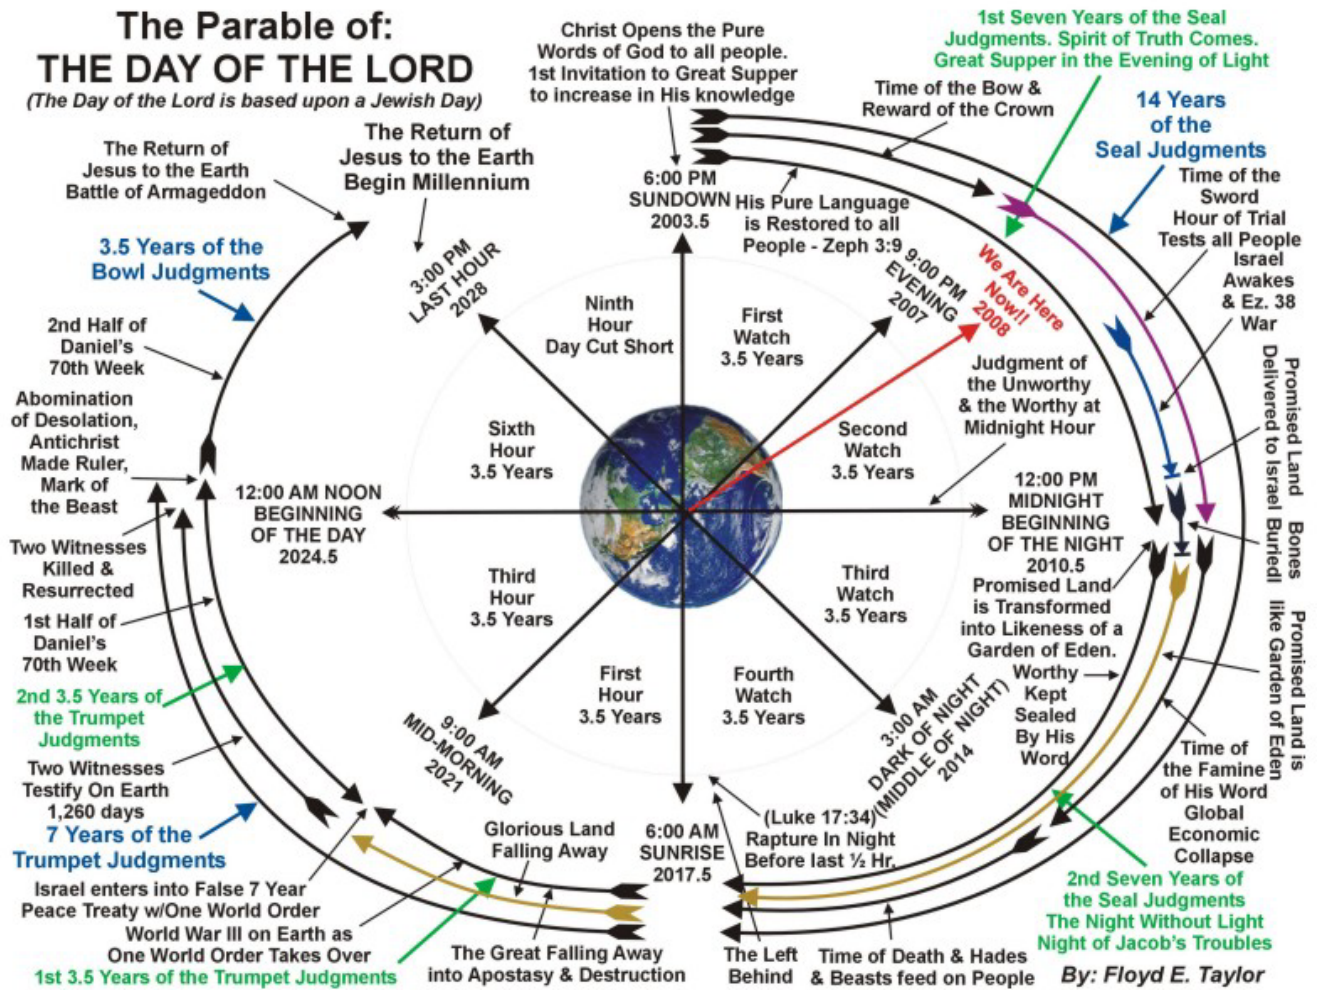 The Parable of:
THE DAY OF THE LORD
(The Day of the Lord is based upon a Jewish Day)
Christ Opens the Pure
Words of God to all people.
1st Invitation to Great Supper
to increase in His knowledge
1st Seven Years of the Seal
Judgments. Spirit of Truth Comes.
Great Supper in the Evening of Light
Time of the Bow &
Reward of the Crown
14 Years
of the
Seal Judgments
The Return of
Jesus to the Earth
Battle of Armageddon
The Return of
Jesus to the Earth
Begin Millennium
6:00 PM
SUNDOWN
2003.5
His Pure Language
is Restored to all
People - Zeph 3:9
Time of the
Sword
Hour of Trial
Tests all People
Israel
Awakes
& Ez. 38
War
3.5 Years of the
Bowl Judgments
3:00 PM
LAST HOUR
2028
9:00 PM
EVENING
2007
We Are Here
Now!!
2008
Ninth
Hour
Day Cut Short
First
Watch
3.5 Years
2nd Half of
Daniel's
70th Week
Judgment of
the Unworthy
& the Worthy at
Midnight Hour
Promised Land Bones
Delivered to Israel Buried!
Abomination
of Desolation,
Antichrist
Made Ruler,
Mark of
the Beast
Sixth
Hour
3.5 Years
Second
Watch
3.5 Years
12:00 AM NOON
BEGINNING
OF THE DAY
2024.5
12:00 PM
MIDNIGHT
BEGINNING
OF THE NIGHT
2010.5
Two Witnesses
Killed &
Resurrected
Third
Hour
3.5 Years
Third
Watch
3.5 Years
Promised Land
is Transformed
into Likeness of a
Garden of Eden.
Promised Land is
like Garden of Eden
1st Half of
Daniel's
70th Week
Worthy
Kept
Sealed
By His
Word
2nd 3.5 Years of
the Trumpet
Judgments
First
Hour
3.5 Years
Fourth
Watch
3.5 Years
9:00 AM
MID-MORNING
2021
3:00 AM
DARK OF NIGHT
(MIDDLE OF NIGHT)
2014
Time of
the Famine
of His Word
Global
Economic
Collapse
Two Witnesses
Testify On Earth
1,260 days
7 Years of the
Trumpet Judgments
Glorious Land
Falling Away
6:00 AM
SUNRISE
2017.5
(Luke 17:34)
Rapture In Night
Before last ½ Hr.
Israel enters into False 7 Year
Peace Treaty w/One World Order
World War III on Earth as
One World Order Takes Over
1st 3.5 Years of the Trumpet Judgments
The Great Falling Away
into Apostasy & Destruction
The Left
Behind
Time of Death & Hades
& Beasts feed on People
2nd Seven Years of
the Seal Judgments
The Night Without Light
Night of Jacob's Troubles
By: Floyd E. Taylor